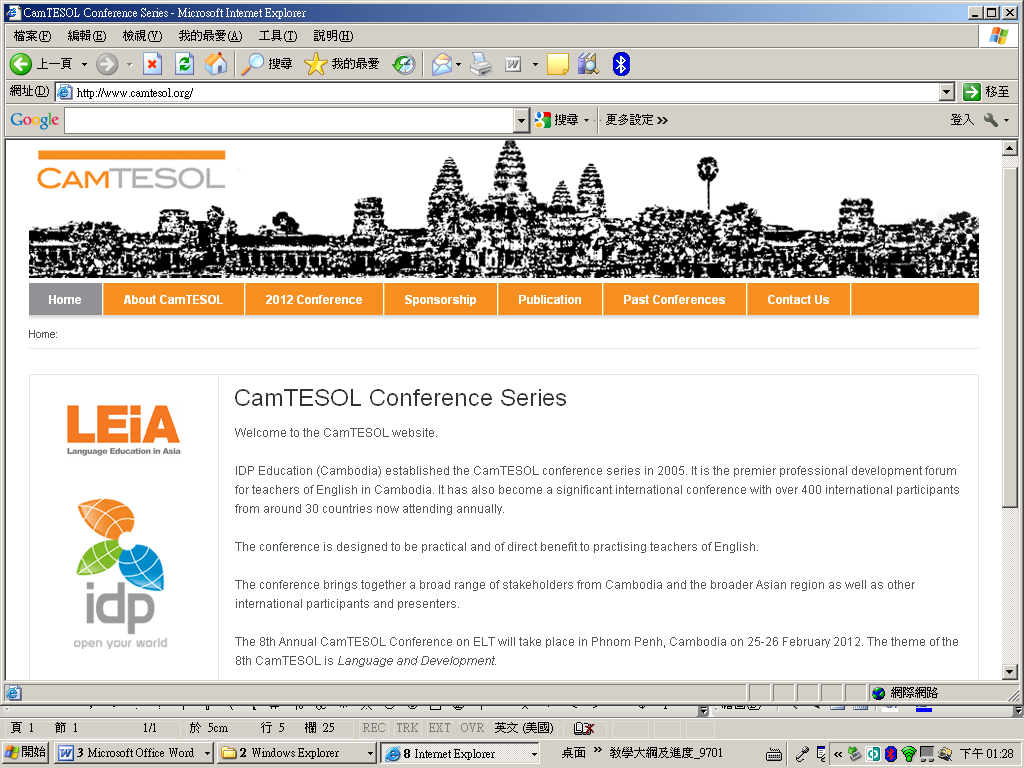 CamTESOL Conference Series - Microsoft Internet Explorer
檔案(F) 編輯(E) 檢視(V) 我的最愛(A) 工具(T) 說明(H)
上一頁 搜尋 我的最愛
網址(D) http://www.camtesol.org/ 移至
Google 搜尋 更多設定 >> 登入
CAMTESOL
Home About CamTESOL 2012 Conference Sponsorship Publication Past Conferences Contact Us
Home:
LEiA
Language Education in Asia
idp
open your world
CamTESOL Conference Series
Welcome to the CamTESOL website.
IDP Education (Cambodia) established the CamTESOL conference series in 2005. It is the premier professional development forum
for teachers of English in Cambodia. It has also become a significant international conference with over 400 international participants
from around 30 countries now attending annually.
The conference is designed to be practical and of direct benefit to practising teachers of English.
The conference brings together a broad range of stakeholders from Cambodia and the broader Asian region as well as other
international participants and presenters.
The 8th Annual CamTESOL Conference on ELT will take place in Phnom Penh, Cambodia on 25-26 February 2012. The theme of the
8th CamTESOL is Language and Development.
網際網路
頁 1 節 1 1/1 於 5cm 行 5 欄 25 REC TRK EXT OVR 英文 (美國)
開始 3 Microsoft Office Word 2 Windows Explorer 8 Internet Explorer 桌面 » 教學大綱及進度_9701 « 下午 01:28